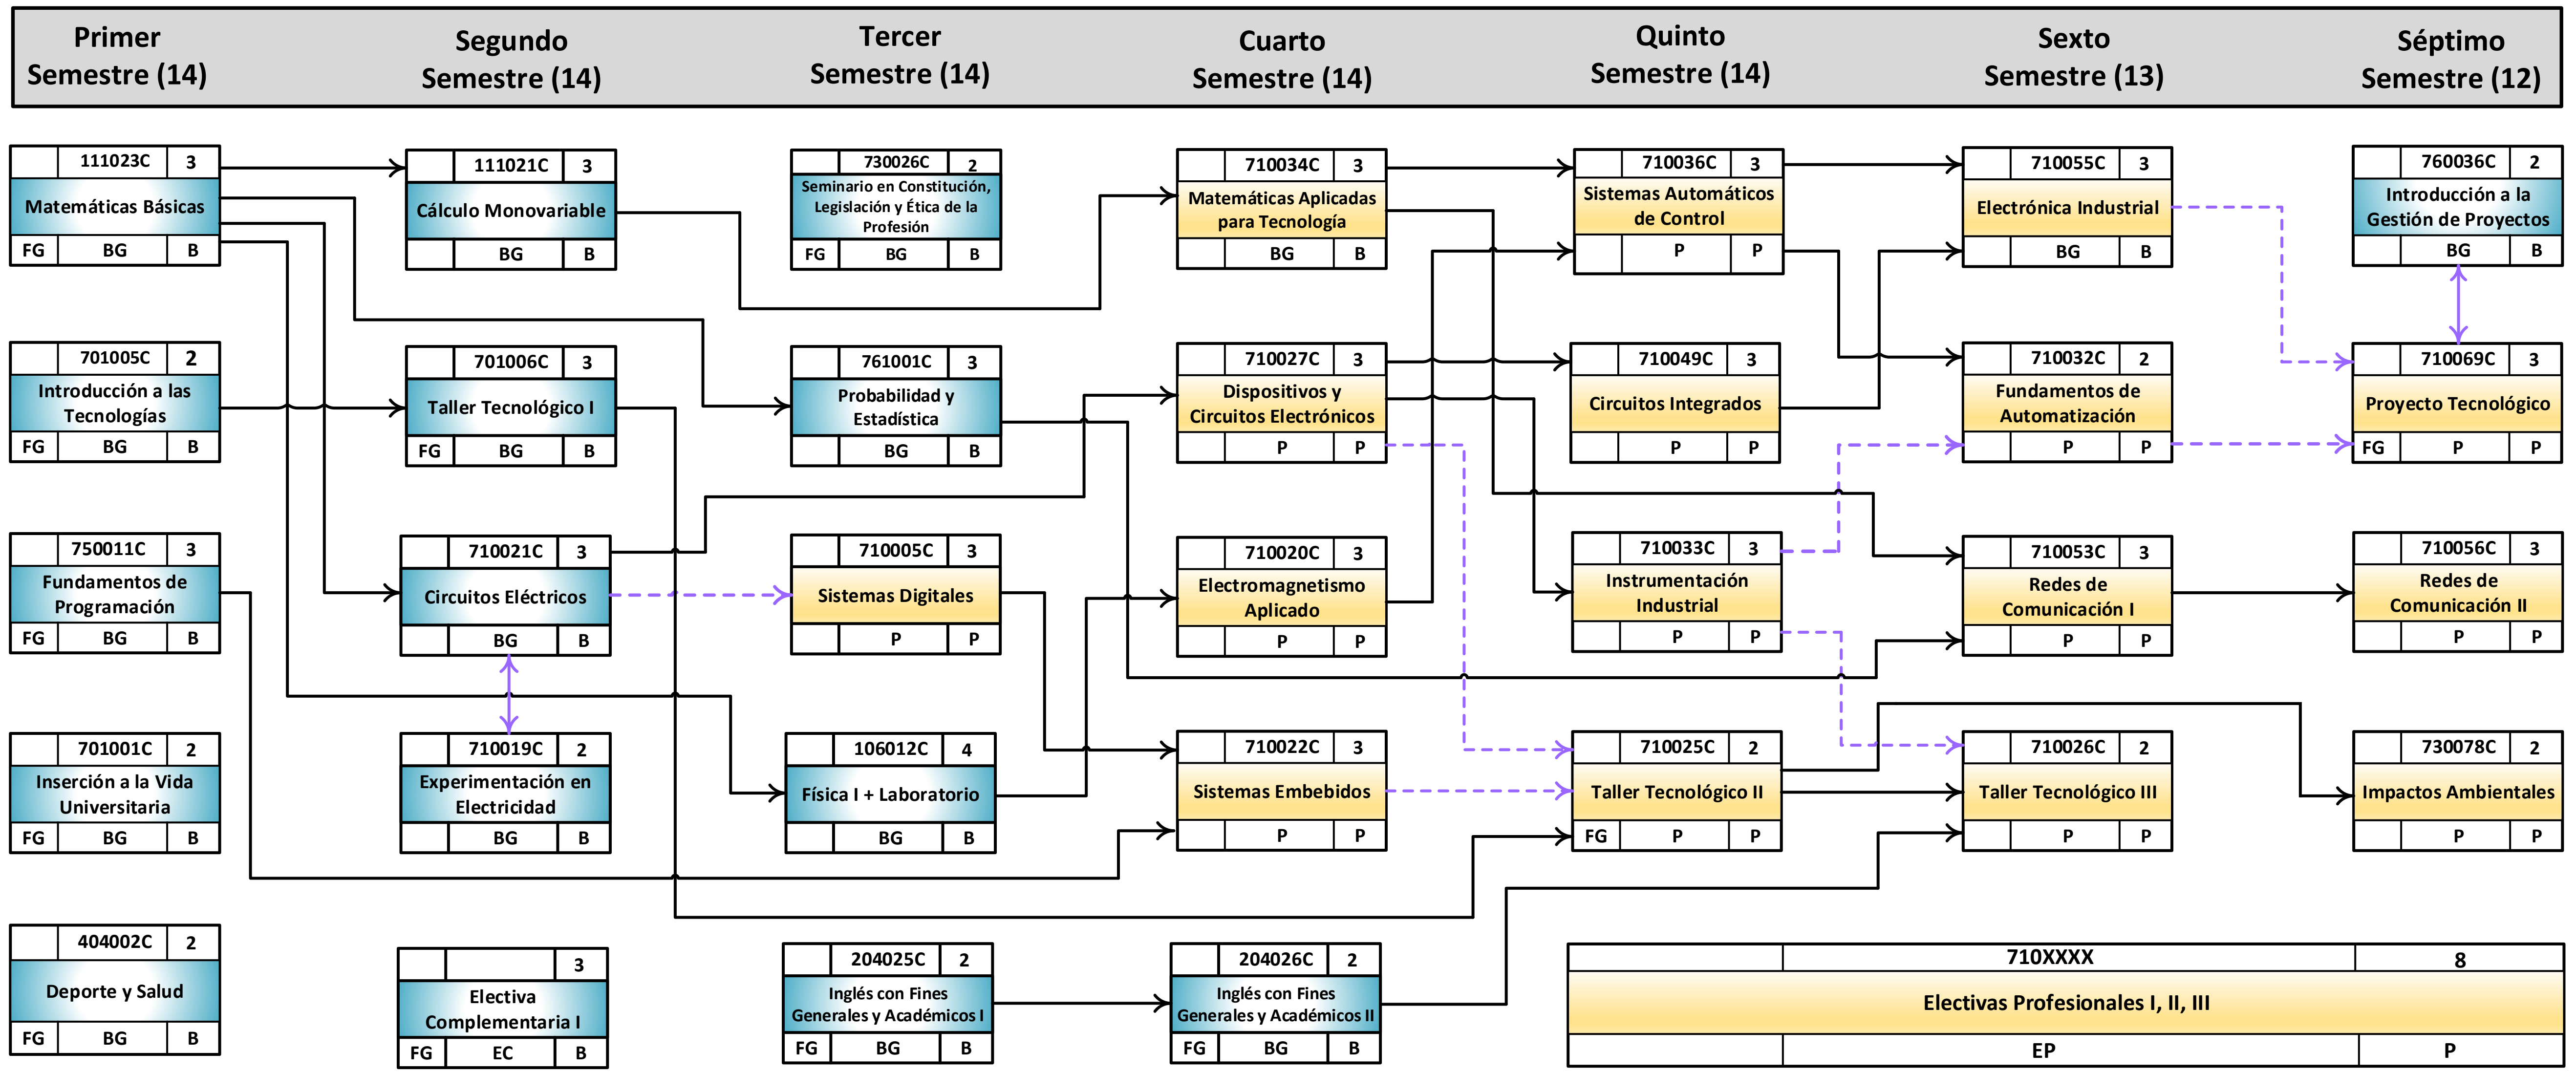 Primer
Semestre (14)
Segundo
Semestre (14)
Tercer
Semestre (14)
Cuarto
Semestre (14)
Quinto
Semestre (14)
Sexto
Semestre (13)
Séptimo
Semestre (12)
111023C 3
Matemáticas Básicas
FG BG B
111021C 3
Cálculo Monovariable
BG B
730026C 2
Seminario en Constitución,
Legislación y Ética de la
Profesión
FG BG B
710034C 3
Matemáticas Aplicadas
para Tecnología
BG B
710036C 3
Sistemas Automáticos
de Control
P P
710055C 3
Electrónica Industrial
BG B
760036C 2
Introducción a la
Gestión de Proyectos
BG B
701005C 2
Introducción a las
Tecnologías
FG BG B
701006C 3
Taller Tecnológico I
FG BG B
761001C 3
Probabilidad y
Estadística
BG B
710027C 3
Dispositivos y
Circuitos Electrónicos
P P
710049C 3
Circuitos Integrados
P P
710032C 2
Fundamentos de
Automatización
P P
710069C 3
Proyecto Tecnológico
FG P P
750011C 3
Fundamentos de
Programación
FG BG B
710021C 3
Circuitos Eléctricos
BG B
710005C 3
Sistemas Digitales
P P
710020C 3
Electromagnetismo
Aplicado
P P
710033C 3
Instrumentación
Industrial
P P
710053C 3
Redes de
Comunicación I
P P
710056C 3
Redes de
Comunicación II
P P
701001C 2
Inserción a la Vida
Universitaria
FG BG B
710019C 2
Experimentación en
Electricidad
BG B
106012C 4
Física I + Laboratorio
BG B
710022C 3
Sistemas Embebidos
P P
710025C 2
Taller Tecnológico II
FG P P
710026C 2
Taller Tecnológico III
P P
730078C 2
Impactos Ambientales
P P
404002C 2
Deporte y Salud
FG BG B
3
Electiva
Complementaria I
FG EC B
204025C 2
Inglés con Fines
Generales y Académicos I
FG BG B
204026C 2
Inglés con Fines
Generales y Académicos II
FG BG B
710XXXX 8
Electivas Profesionales I, II, III
EP P